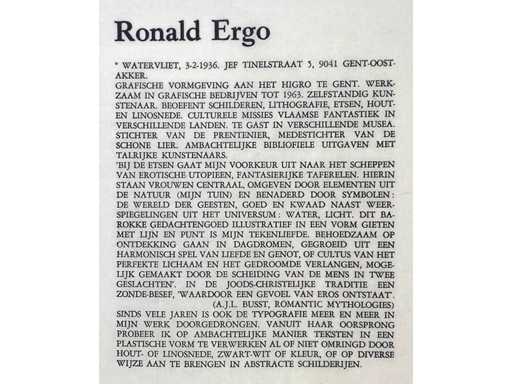 Ronald Ergo
* WATERVLIET, 3-2-1936. JEF TINELSTRAAT 5, 9041 GENT-OOST-
AKKER.
GRAFISCHE VORMGEVING AAN HET HIGRO TE GENT. WERK-
ZAAM IN GRAFISCHE BEDRIJVEN TOT 1963. ZELFSTANDIG KUN-
STENAAR. BEOEFENT SCHILDEREN, LITHOGRAFIE, ETSEN, HOUT-
EN LINOSNEDE. CULTURELE MISSIES VLAAMSE FANTASTIEK IN
VERSCHILLENDE LANDEN. TE GAST IN VERSCHILLENDE MUSEA.
STICHTER VAN DE PRENTENIER, MEDESTICHTER VAN DE
SCHONE LIER. AMBACHTELIJKE BIBLIOFIELE UITGAVEN MET
TALRIJKE KUNSTENAARS.
'BIJ DE ETSEN GAAT MIJN VOORKEUR UIT NAAR HET SCHEPPEN
VAN EROTISCHE UTOPIEEN, FANTASIERIJKE TAFERELEN. HIERIN
STAAN VROUWEN CENTRAAL, OMGEVEN DOOR ELEMENTEN UIT
DE NATUUR (MIJN TUIN) EN BENADERD DOOR SYMBOLEN :
DE WERELD DER GEESTEN, GOED EN KWAAD NAAST WEER-
SPIEGELINGEN UIT HET UNIVERSUM : WATER, LICHT. DIT BA-
ROKKE GEDACHTENGOED ILLUSTRATIEF IN EEN VORM GIETEN
MET LIJN EN PUNT IS MIJN TEKENLIEFDE. BEHOEDZAAM OP
ONTDEKKING GAAN IN DAGDROMEN, GEGROEID UIT EEN
HARMONISCH SPEL VAN LIEFDE EN GENOT, OF CULTUS VAN HET
PERFEKTE LICHAAM EN HET GEDROOMDE VERLANGEN, MOGE-
LIJK GEMAAKT DOOR DE SCHEIDING VAN DE MENS IN TWEE
GESLACHTEN'. IN DE JOODS-CHRISTELIJKE TRADITIE EEN
ZONDE-BESEF, 'WAARDOOR EEN GEVOEL VAN EROS ONTSTAAT'.
(A.J.L. BUSST, ROMANTIC MYTHOLOGIES)
SINDS VELE JAREN IS OOK DE TYPOGRAFIE MEER EN MEER IN
MIJN WERK DOORGEDRONGEN. VANUIT HAAR OORSPRONG
PROBEER IK OP AMBACHTELIJKE MANIER TEKSTEN IN EEN
PLASTISCHE VORM TE VERWERKEN AL OF NIET OMRINGD DOOR
HOUT- OF LINOSNEDE, ZWART-WIT OF KLEUR, OF OP DIVERSE
WIJZE AAN TE BRENGEN IN ABSTRACTE SCHILDERIJEN.